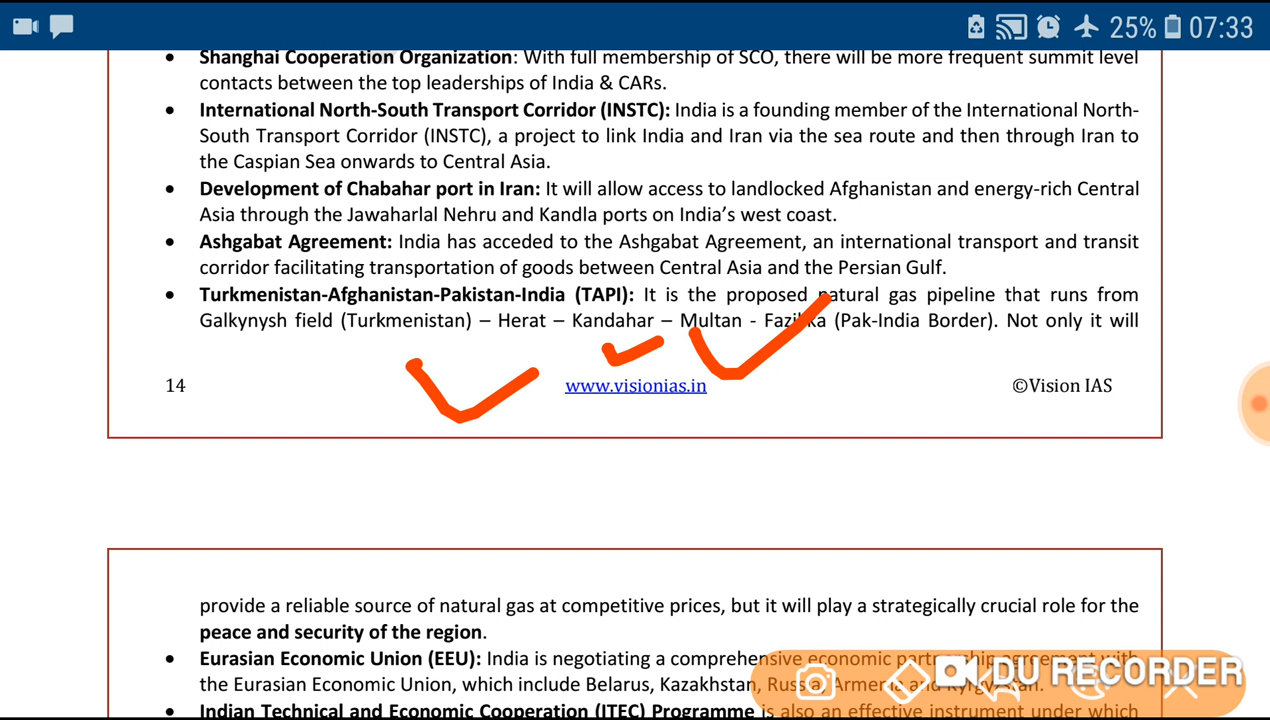 25% 07:33
Shanghai Cooperation Organization: With full membership of SCO, there will be more frequent summit level
contacts between the top leaderships of India & CARs.
International North-South Transport Corridor (INSTC): India is a founding member of the International North-
South Transport Corridor (INSTC), a project to link India and Iran via the sea route and then through Iran to
the Caspian Sea onwards to Central Asia.
Development of Chabahar port in Iran: It will allow access to landlocked Afghanistan and energy-rich Central
Asia through the Jawaharlal Nehru and Kandla ports on India's west coast.
Ashgabat Agreement: India has acceded to the Ashgabat Agreement, an international transport and transit
corridor facilitating transportation of goods between Central Asia and the Persian Gulf.
Turkmenistan-Afghanistan-Pakistan-India (TAPI): It is the proposed natural gas pipeline that runs from
Galkynysh field (Turkmenistan) – Herat – Kandahar – Multan - Fazilka (Pak-India Border). Not only it will
14 www.visionias.in ©Vision IAS
provide a reliable source of natural gas at competitive prices, but it will play a strategically crucial role for the
peace and security of the region.
Eurasian Economic Union (EEU): India is negotiating a comprehensive economic partnership agreement with
the Eurasian Economic Union, which include Belarus, Kazakhstan, Russia, Armenia and Kyrgyzstan.
DU RECORDER
Indian Technical and Economic Cooperation (ITEC) Programme is also an effective instrument under which